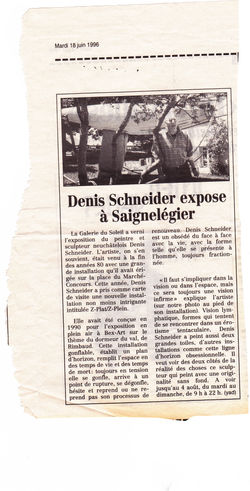 Mardi 18 juin 1996
Denis Schneider expose
à Saignelégier
La Galerie du Soleil a verni
l'exposition du peintre et
sculpteur neuchâtelois Denis
Schneider. L'artiste, on s'en
souvient, était venu à la fin
des années 80 avec une gran-
de installation qu'il avait éri-
gée sur la place du Marché-
Concours. Cette année, Denis
Schneider a pris comme carte
de visite une nouvelle instal-
lation non moins intrigante
intitulée Z-Plat/Z-Plein.
Elle avait été conçue en
1990 pour l'exposition en
plein air à Bex-Art sur le
thème du dormeur du val, de
Rimbaud. Cette installation
gonflable, établit un plan
d'horizon, remplit l'espace en
des temps de vie et des temps
de mort: toujours en tension
elle se gonfle, arrive à un
point de rupture, se dégonfle,
hésite et reprend ou ne re-
prend pas son processus de
renouveau. Denis Schneider
est un obsédé du face à face
avec la vie, avec la forme telle
qu'elle se présente à
l'homme, toujours fraction-
née.
«Il faut s'impliquer dans la
vision ou dans l'espace, mais
ce sera toujours une vision
infirme» explique l'artiste
(sur notre photo au pied de
son installation). Vision lym-
phatique, formes qui tentent
de se rencontrer dans un éro-
tisme tentaculaire, Denis
Schneider a peint aussi deux
grandes toiles, d'autres ins-
tallations comme cette ligne
d'horizon obsessionnelle. Il
veut voir des deux côtés de la
réalité des choses ce sculp-
teur qui peint avec une ori-
ginalité sans fond. A voir
jusqu'au 4 août, du mardi au
dimanche, de 9 h à 22 h. (yad)